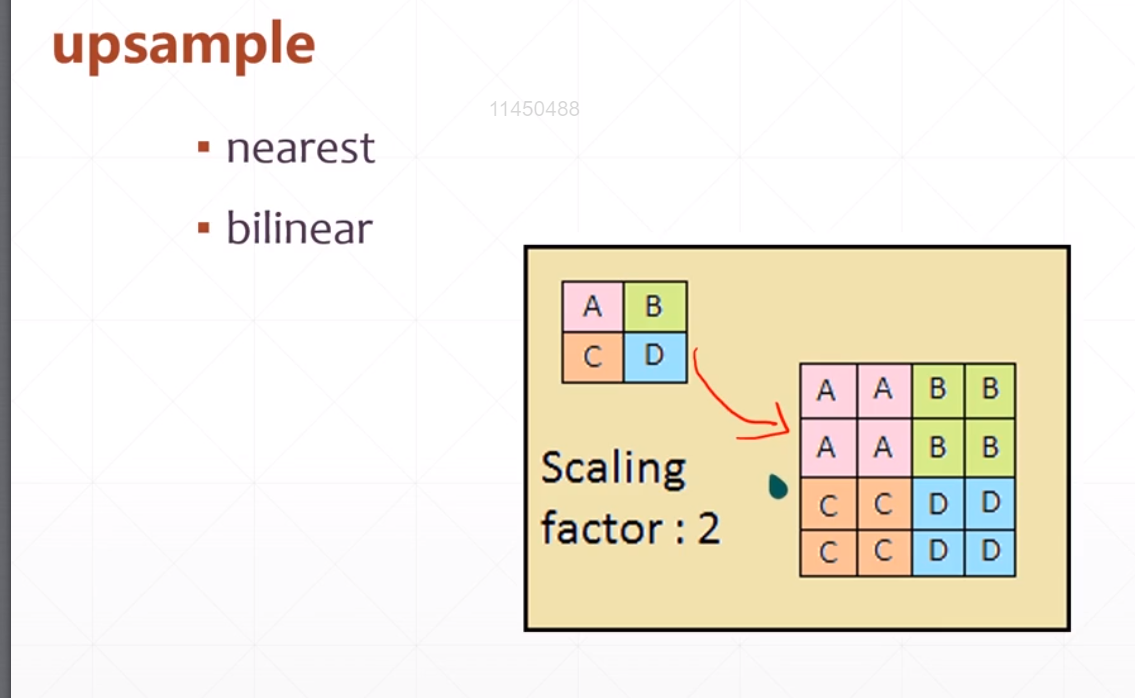 upsample
11450488
▪ nearest
▪ bilinear
A B
C D
Scaling
factor : 2
A A B B
A A B B
C C D D
C C D D